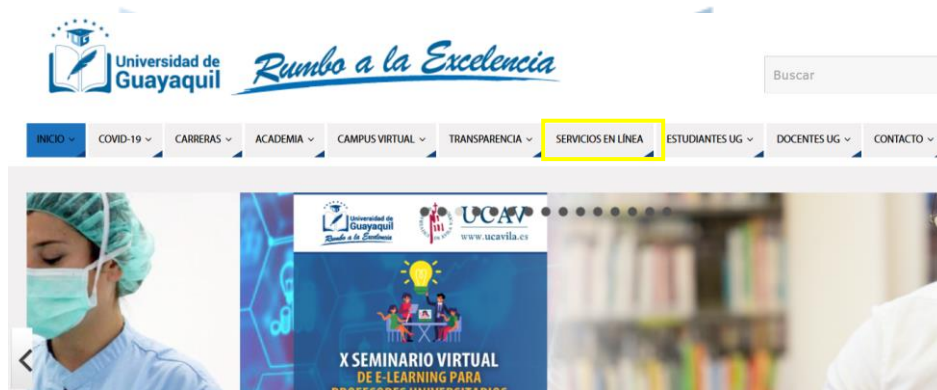 Universidad de
Guayaquil
Rumbo a la Excelencia
Buscar
INICIO COVID-19 CARRERAS ACADEMIA CAMPUS VIRTUAL TRANSPARENCIA SERVICIOS EN LÍNEA ESTUDIANTES UG DOCENTES UG CONTACTO
Universidad de
Guayaquil
Rumbo a la Excelencia
UCAV
www.ucavila.es
X SEMINARIO VIRTUAL
DE E-LEARNING PARA
PROFESORES UNIVERSITARIOS